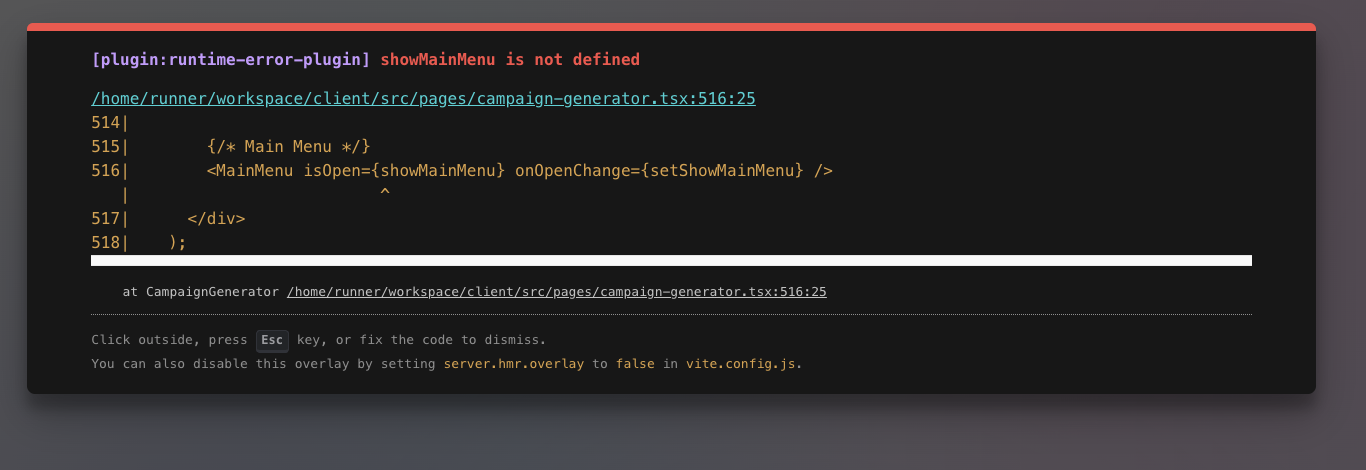 [plugin:runtime-error-plugin] showMainMenu is not defined
/home/runner/workspace/client/src/pages/campaign-generator.tsx:516:25
514|
515|        {/* Main Menu */}
516|        <MainMenu isOpen={showMainMenu} onOpenChange={setShowMainMenu} />
   |                          ^
517|      </div>
518|    );
at CampaignGenerator /home/runner/workspace/client/src/pages/campaign-generator.tsx:516:25
Click outside, press Esc key, or fix the code to dismiss.
You can also disable this overlay by setting server.hmr.overlay to false in vite.config.js.